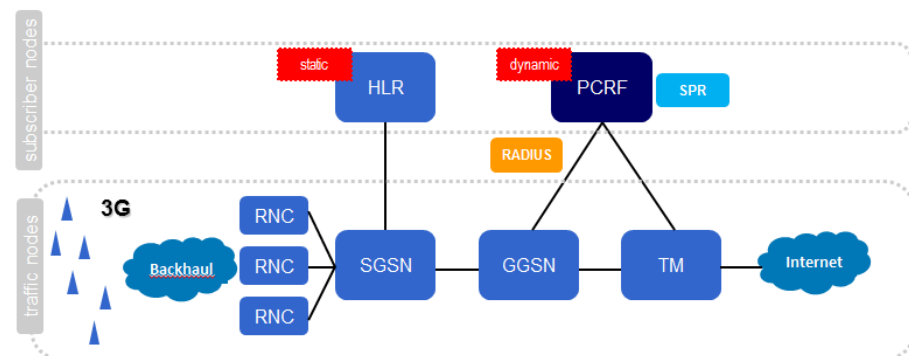 subscriber nodes
static
HLR
dynamic
PCRF
SPR
RADIUS
traffic nodes
3G
Backhaul
RNC
RNC
RNC
SGSN
GGSN
TM
Internet